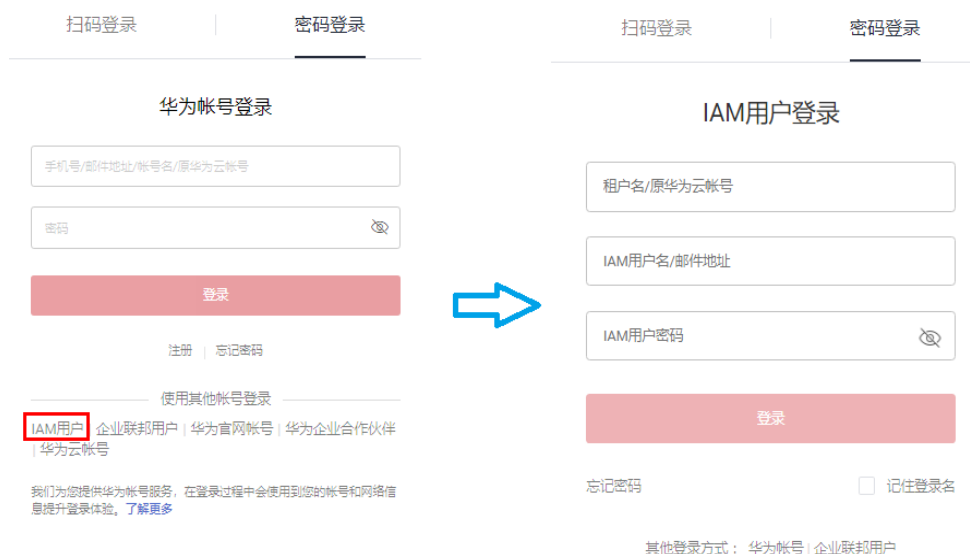 扫码登录
密码登录
华为帐号登录
手机号/邮件地址/帐号名/原华为云帐号
密码
登录
注册 | 忘记密码
使用其他帐号登录
IAM用户 | 企业联邦用户 | 华为官网帐号 | 华为企业合作伙伴
| 华为云帐号
我们为您提供华为帐号服务，在登录过程中会使用到您的帐号和网络信
息提升登录体验。了解更多
扫码登录
密码登录
IAM用户登录
租户名/原华为云帐号
IAM用户名/邮件地址
IAM用户密码
登录
忘记密码
记住登录名
其他登录方式： 华为帐号 | 企业联邦用户